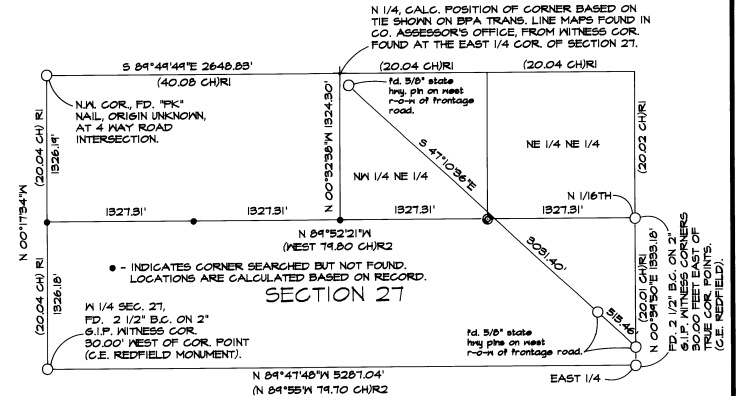 N 1/4, CALC. POSITION OF CORNER BASED ON
TIE SHOWN ON BPA TRANS. LINE MAPS FOUND IN
CO. ASSESSOR'S OFFICE, FROM WITNESS COR.
FOUND AT THE EAST 1/4 COR. OF SECTION 27.
S 89°49'49"E 2648.83'
(40.08 CH)R1
(20.04 CH)R1
(20.04 CH)R1
N.W. COR., FD. "PK"
NAIL, ORIGIN UNKNOWN,
AT 4 WAY ROAD
INTERSECTION.
fd. 5/8" state
hwy. pin on west
r-o-w of frontage
road.
(20.04 CH) R1
1326.19'
N 00°17'34"W
N 00°32'38"W 1324.30'
S 47°10'36"E
NW 1/4 NE 1/4
NE 1/4 NE 1/4
(20.02 CH)R1
N 1/16TH
1327.31'
1327.31'
1327.31'
1327.31'
N 89°52'21"W
(WEST 79.80 CH)R2
● - INDICATES CORNER SEARCHED BUT NOT FOUND.
LOCATIONS ARE CALCULATED BASED ON RECORD.
SECTION 27
3031.40'
515.46'
(20.01 CH)R1
N 00°39'50"E 1333.18'
FD. 2 1/2" B.C. ON 2"
G.I.P. WITNESS CORNERS
30.00 FEET EAST OF
TRUE COR. POINTS.
(C.E. REDFIELD).
(20.04 CH) R1
1326.18'
W 1/4 SEC. 27,
FD. 2 1/2" B.C. ON 2"
G.I.P. WITNESS COR.
30.00' WEST OF COR. POINT
(C.E. REDFIELD MONUMENT).
fd. 5/8" state
hwy pins on west
r-o-w of frontage road.
N 89°47'48"W 5287.04'
(N 89°55'W 79.70 CH)R2
EAST 1/4